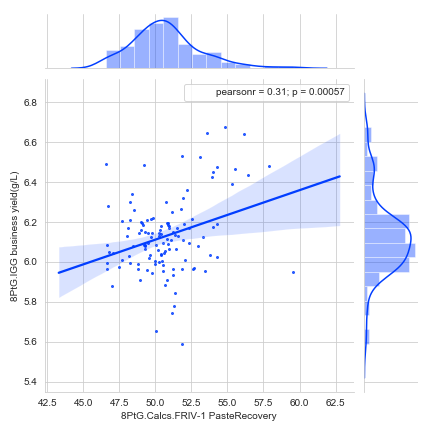 pearsonr = 0.31; p = 0.00057
6.8
6.6
6.4
6.2
6.0
5.8
5.6
5.4
8PtG.IGG business yield(g/L)
42.5 45.0 47.5 50.0 52.5 55.0 57.5 60.0 62.5
8PtG.Calcs.FRIV-1 PasteRecovery